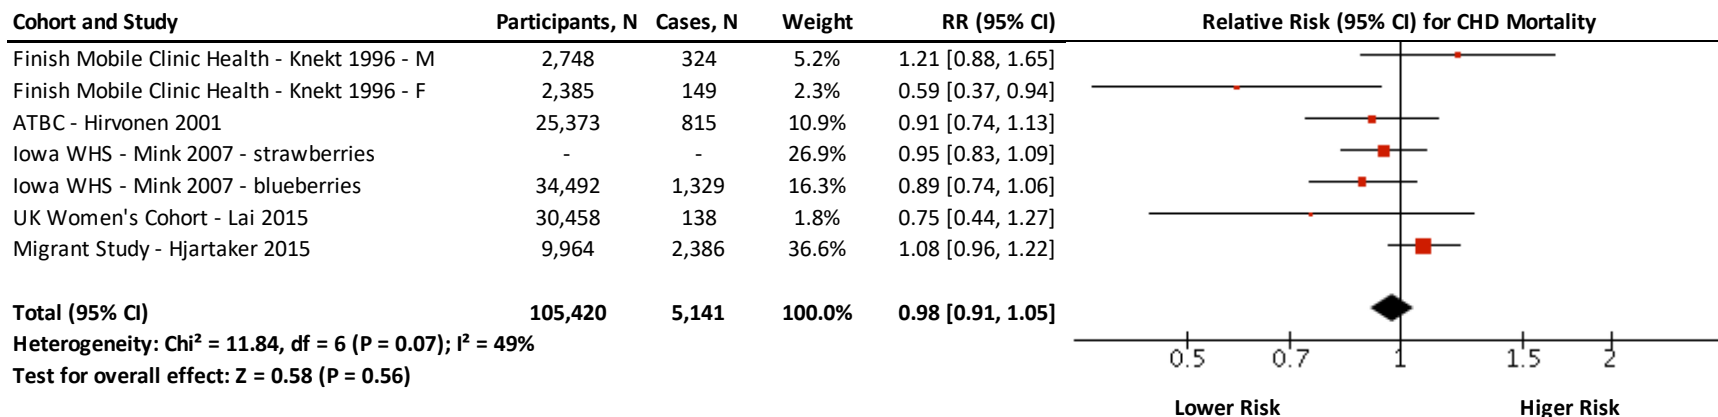 Cohort and Study Participants, N Cases, N Weight RR (95% CI) Relative Risk (95% CI) for CHD Mortality
Finish Mobile Clinic Health - Knekt 1996 - M 2,748 324 5.2% 1.21 [0.88, 1.65]
Finish Mobile Clinic Health - Knekt 1996 - F 2,385 149 2.3% 0.59 [0.37, 0.94]
ATBC - Hirvonen 2001 25,373 815 10.9% 0.91 [0.74, 1.13]
Iowa WHS - Mink 2007 - strawberries - - 26.9% 0.95 [0.83, 1.09]
Iowa WHS - Mink 2007 - blueberries 34,492 1,329 16.3% 0.89 [0.74, 1.06]
UK Women's Cohort - Lai 2015 30,458 138 1.8% 0.75 [0.44, 1.27]
Migrant Study - Hjartaker 2015 9,964 2,386 36.6% 1.08 [0.96, 1.22]
Total (95% CI) 105,420 5,141 100.0% 0.98 [0.91, 1.05]
Heterogeneity: Chi² = 11.84, df = 6 (P = 0.07); I² = 49%
Test for overall effect: Z = 0.58 (P = 0.56)
0.5 0.7 1 1.5 2
Lower Risk Higer Risk